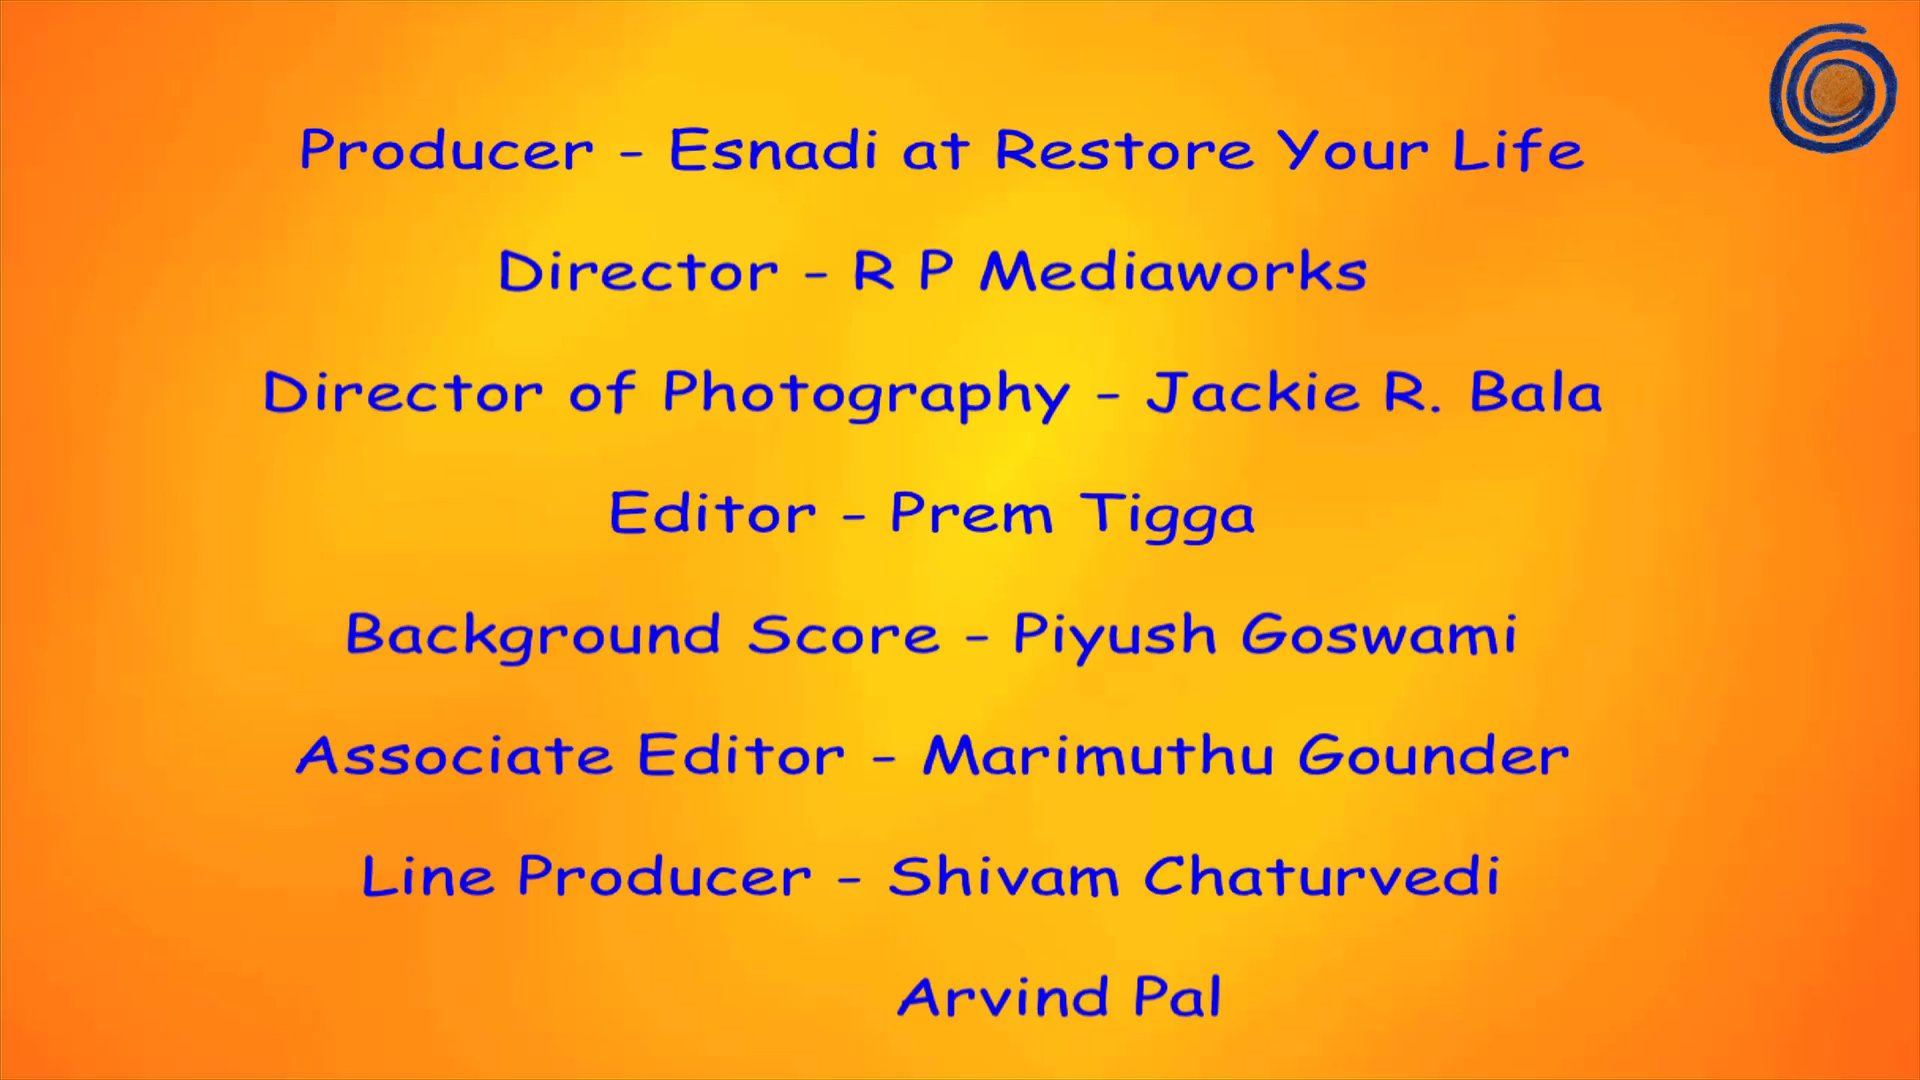 Producer - Esnadi at Restore Your Life
Director - R P Mediaworks
Director of Photography - Jackie R. Bala
Editor - Prem Tigga
Background Score - Piyush Goswami
Associate Editor - Marimuthu Gounder
Line Producer - Shivam Chaturvedi
Arvind Pal